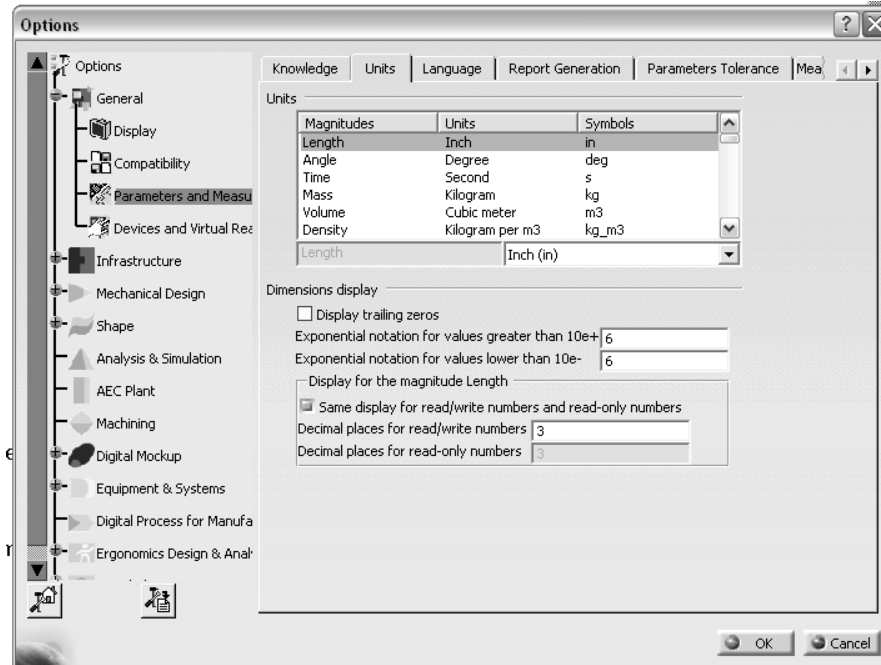 Options
Options
General
Display
Compatibility
Parameters and Measu
Devices and Virtual Rea
Infrastructure
Mechanical Design
Shape
Analysis & Simulation
AEC Plant
Machining
Digital Mockup
Equipment & Systems
Digital Process for Manufa
Ergonomics Design & Anal
Knowledge Units Language Report Generation Parameters Tolerance Mea
Units
Magnitudes Units Symbols
Length Inch in
Angle Degree deg
Time Second s
Mass Kilogram kg
Volume Cubic meter m3
Density Kilogram per m3 kg_m3
Length Inch (in)
Dimensions display
Display trailing zeros
Exponential notation for values greater than 10e+ 6
Exponential notation for values lower than 10e- 6
Display for the magnitude Length
Same display for read/write numbers and read-only numbers
Decimal places for read/write numbers 3
Decimal places for read-only numbers 3
OK Cancel